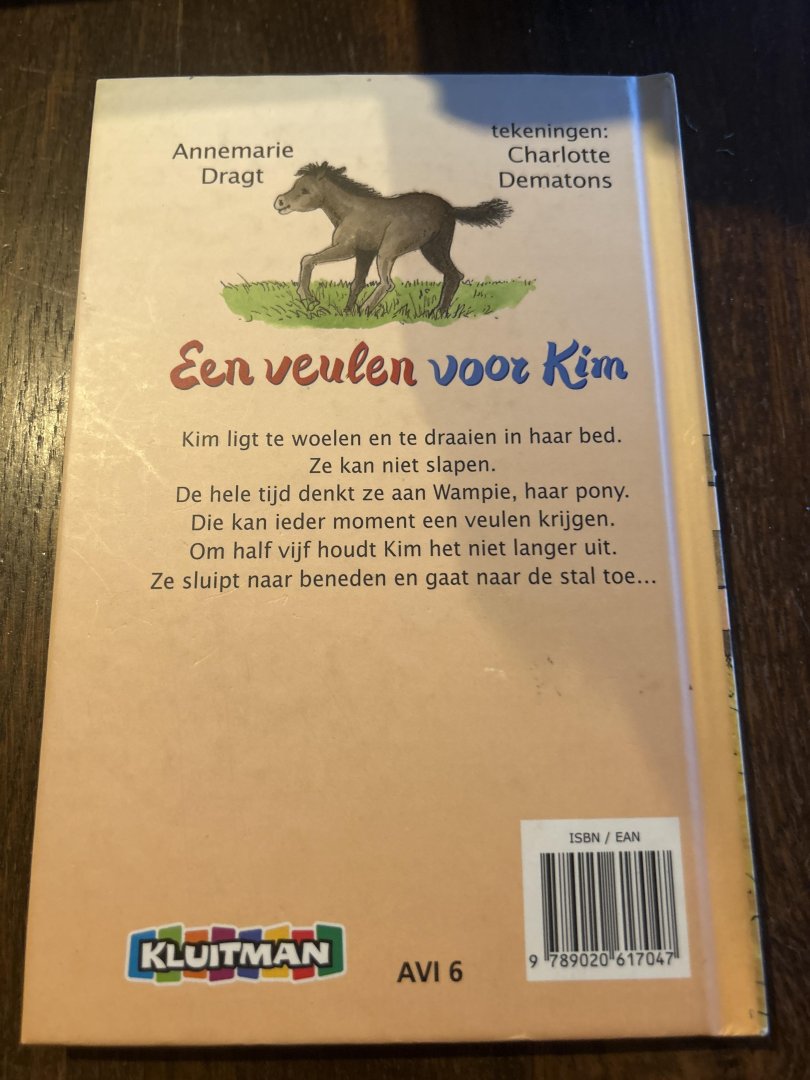 Annemarie
Dragt
tekeningen:
Charlotte
Dematons
Een veulen voor Kim
Kim ligt te woelen en te draaien in haar bed.
Ze kan niet slapen.
De hele tijd denkt ze aan Wampie, haar pony.
Die kan ieder moment een veulen krijgen.
Om half vijf houdt Kim het niet langer uit.
Ze sluipt naar beneden en gaat naar de stal toe...
ISBN / EAN
9 789020 617047
KLUITMAN
AVI 6